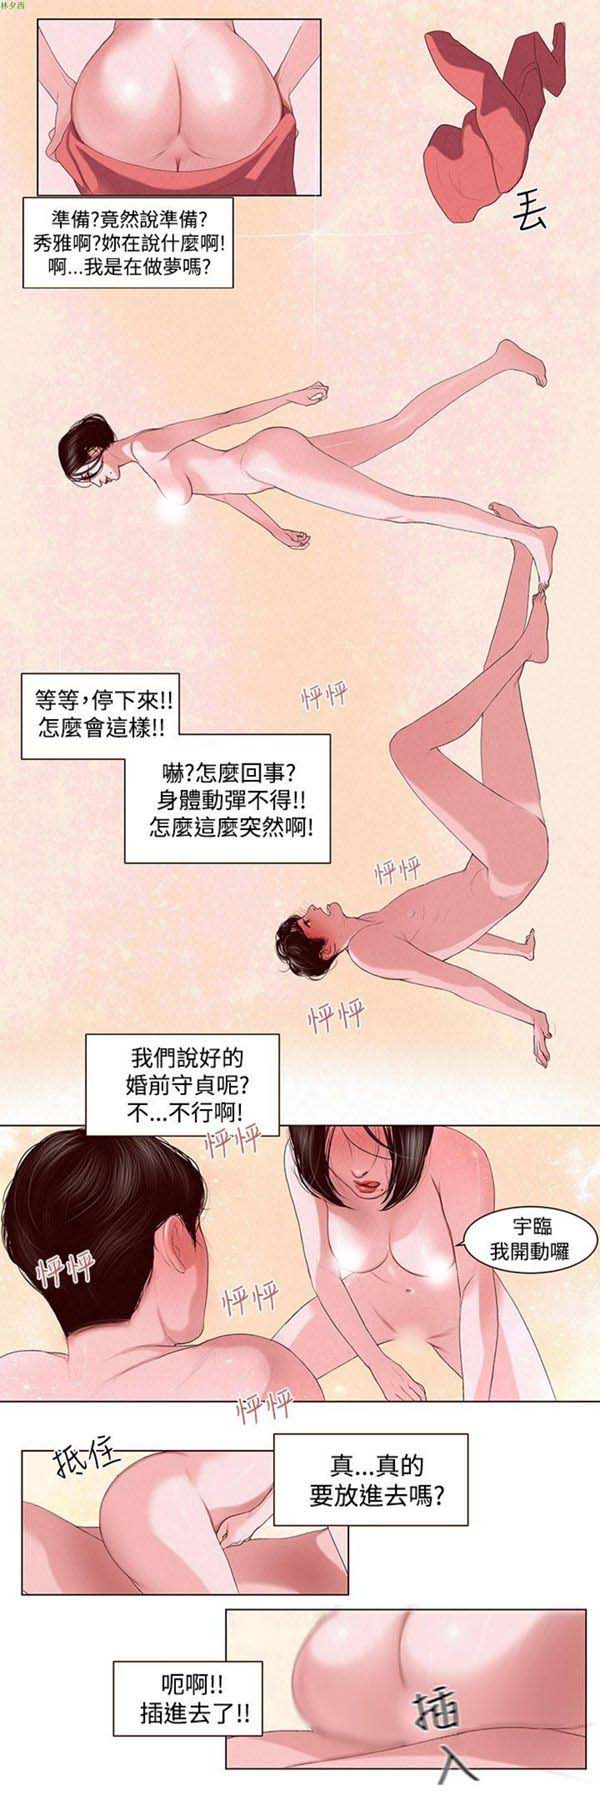 林夕西
準備?竟然說準備?
秀雅啊?妳在說什麼啊!
啊...我是在做夢嗎?
丟
等等,停下來!!
怎麼會這樣!!
怦怦
嚇?怎麼回事?
身體動彈不得!!
怎麼這麼突然啊!
怦怦
怦怦
我們說好的
婚前守貞呢?
不...不行啊!
怦怦
宇臨
我開動囉
怦怦
怦怦
怦怦
抵住
真...真的
要放進去嗎?
呃啊!!
插進去了!!
插
入